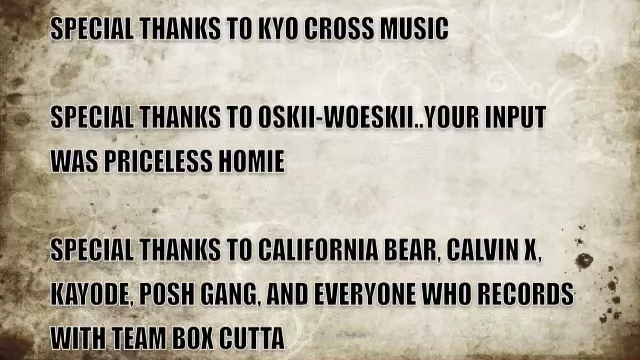 SPECIAL THANKS TO KYO CROSS MUSIC
SPECIAL THANKS TO OSKII-WOESKII..YOUR INPUT
WAS PRICELESS HOMIE
SPECIAL THANKS TO CALIFORNIA BEAR, CALVIN X,
KAYODE, POSH GANG, AND EVERYONE WHO RECORDS
WITH TEAM BOX CUTTA